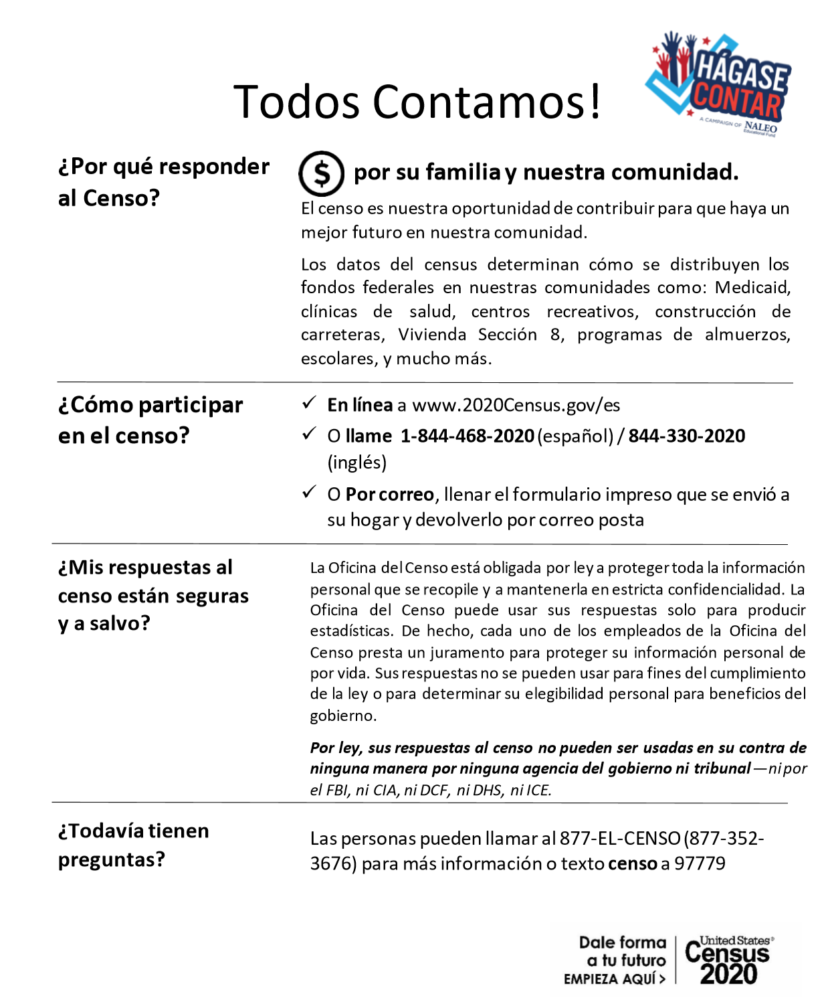 HÁGASE
CONTAR
A CAMPAIGN OF NALEO
Educational Fund
Todos Contamos!
¿Por qué responder
al Censo?
$ por su familia y nuestra comunidad.
El censo es nuestra oportunidad de contribuir para que haya un
mejor futuro en nuestra comunidad.
Los datos del census determinan cómo se distribuyen los
fondos federales en nuestras comunidades como: Medicaid,
clínicas de salud, centros recreativos, construcción de
carreteras, Vivienda Sección 8, programas de almuerzos,
escolares, y mucho más.
¿Cómo participar
en el censo?
✓ En línea a www.2020Census.gov/es
✓ O llame 1-844-468-2020 (español) / 844-330-2020
(inglés)
✓ O Por correo, llenar el formulario impreso que se envió a
su hogar y devolverlo por correo posta
¿Mis respuestas al
censo están seguras
y a salvo?
La Oficina del Censo está obligada por ley a proteger toda la información
personal que se recopile y a mantenerla en estricta confidencialidad. La
Oficina del Censo puede usar sus respuestas solo para producir
estadísticas. De hecho, cada uno de los empleados de la Oficina del
Censo presta un juramento para proteger su información personal de
por vida. Sus respuestas no se pueden usar para fines del cumplimiento
de la ley o para determinar su elegibilidad personal para beneficios del
gobierno.
Por ley, sus respuestas al censo no pueden ser usadas en su contra de
ninguna manera por ninguna agencia del gobierno ni tribunal—ni por
el FBI, ni CIA, ni DCF, ni DHS, ni ICE.
¿Todavía tienen
preguntas?
Las personas pueden llamar al 877-EL-CENSO (877-352-
3676) para más información o texto censo a 97779
Dale forma
a tu futuro
EMPIEZA AQUÍ >
United States®
Census
2020